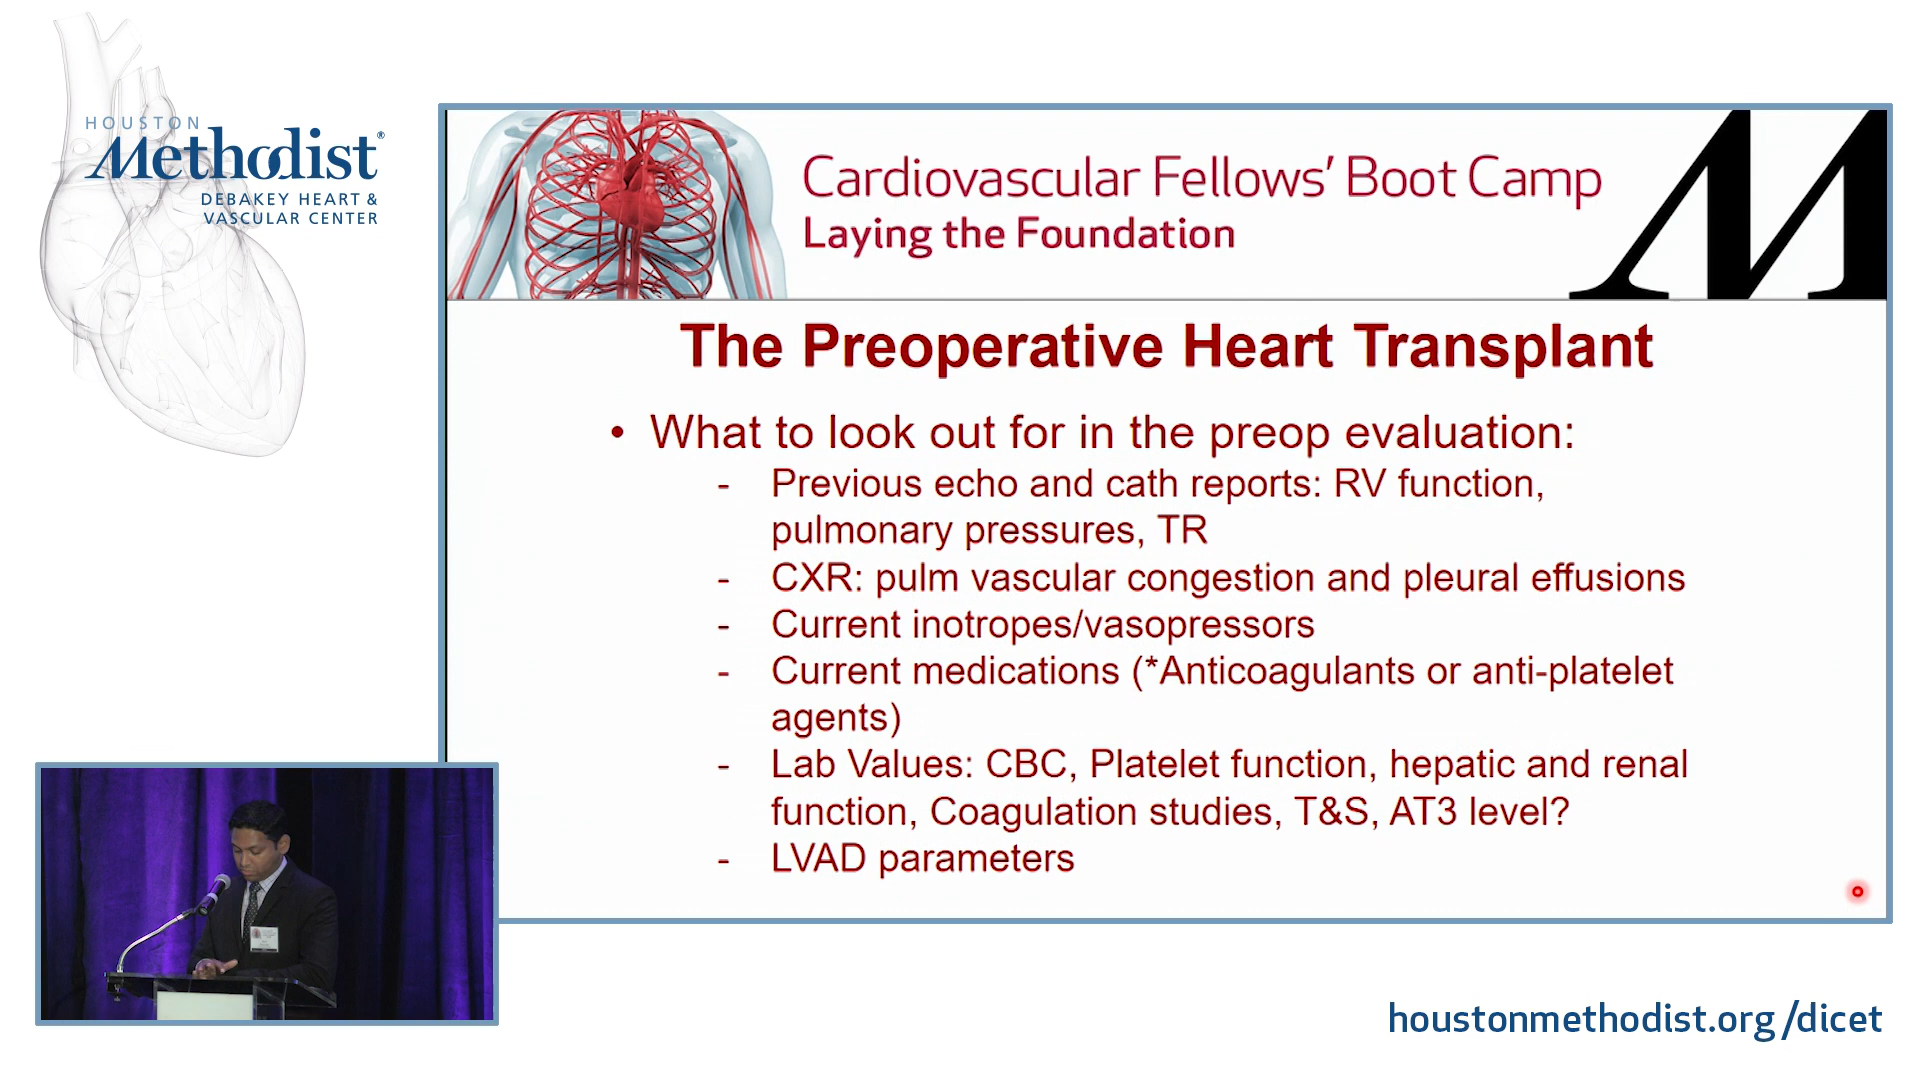 HOUSTON
Methodist®
DEBAKEY HEART &
VASCULAR CENTER
Cardiovascular Fellows' Boot Camp
Laying the Foundation
M
The Preoperative Heart Transplant
• What to look out for in the preop evaluation:
- Previous echo and cath reports: RV function,
pulmonary pressures, TR
- CXR: pulm vascular congestion and pleural effusions
- Current inotropes/vasopressors
- Current medications (*Anticoagulants or anti-platelet
agents)
- Lab Values: CBC, Platelet function, hepatic and renal
function, Coagulation studies, T&S, AT3 level?
- LVAD parameters
houstonmethodist.org/dicet